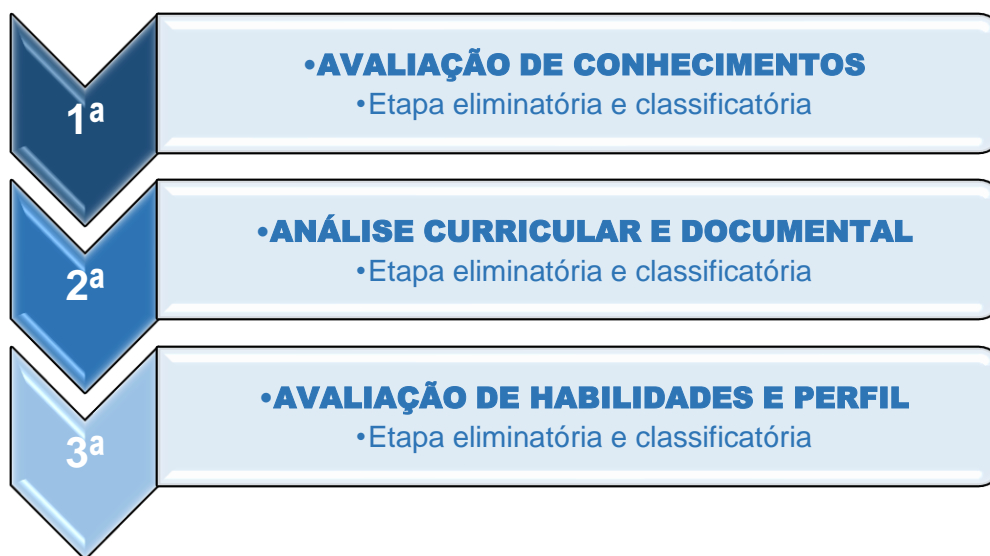 1ª
•AVALIAÇÃO DE CONHECIMENTOS
•Etapa eliminatória e classificatória
2ª
•ANÁLISE CURRICULAR E DOCUMENTAL
•Etapa eliminatória e classificatória
3ª
•AVALIAÇÃO DE HABILIDADES E PERFIL
•Etapa eliminatória e classificatória